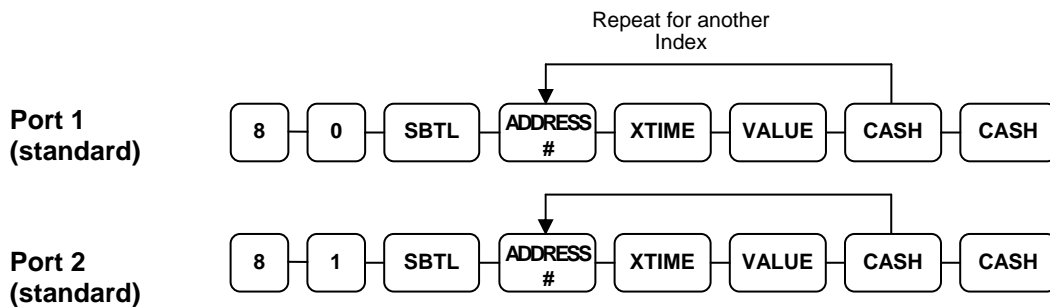 Repeat for another
Index
Port 1
(standard)
8 0 SBTL ADDRESS # XTIME VALUE CASH CASH
Port 2
(standard)
8 1 SBTL ADDRESS # XTIME VALUE CASH CASH